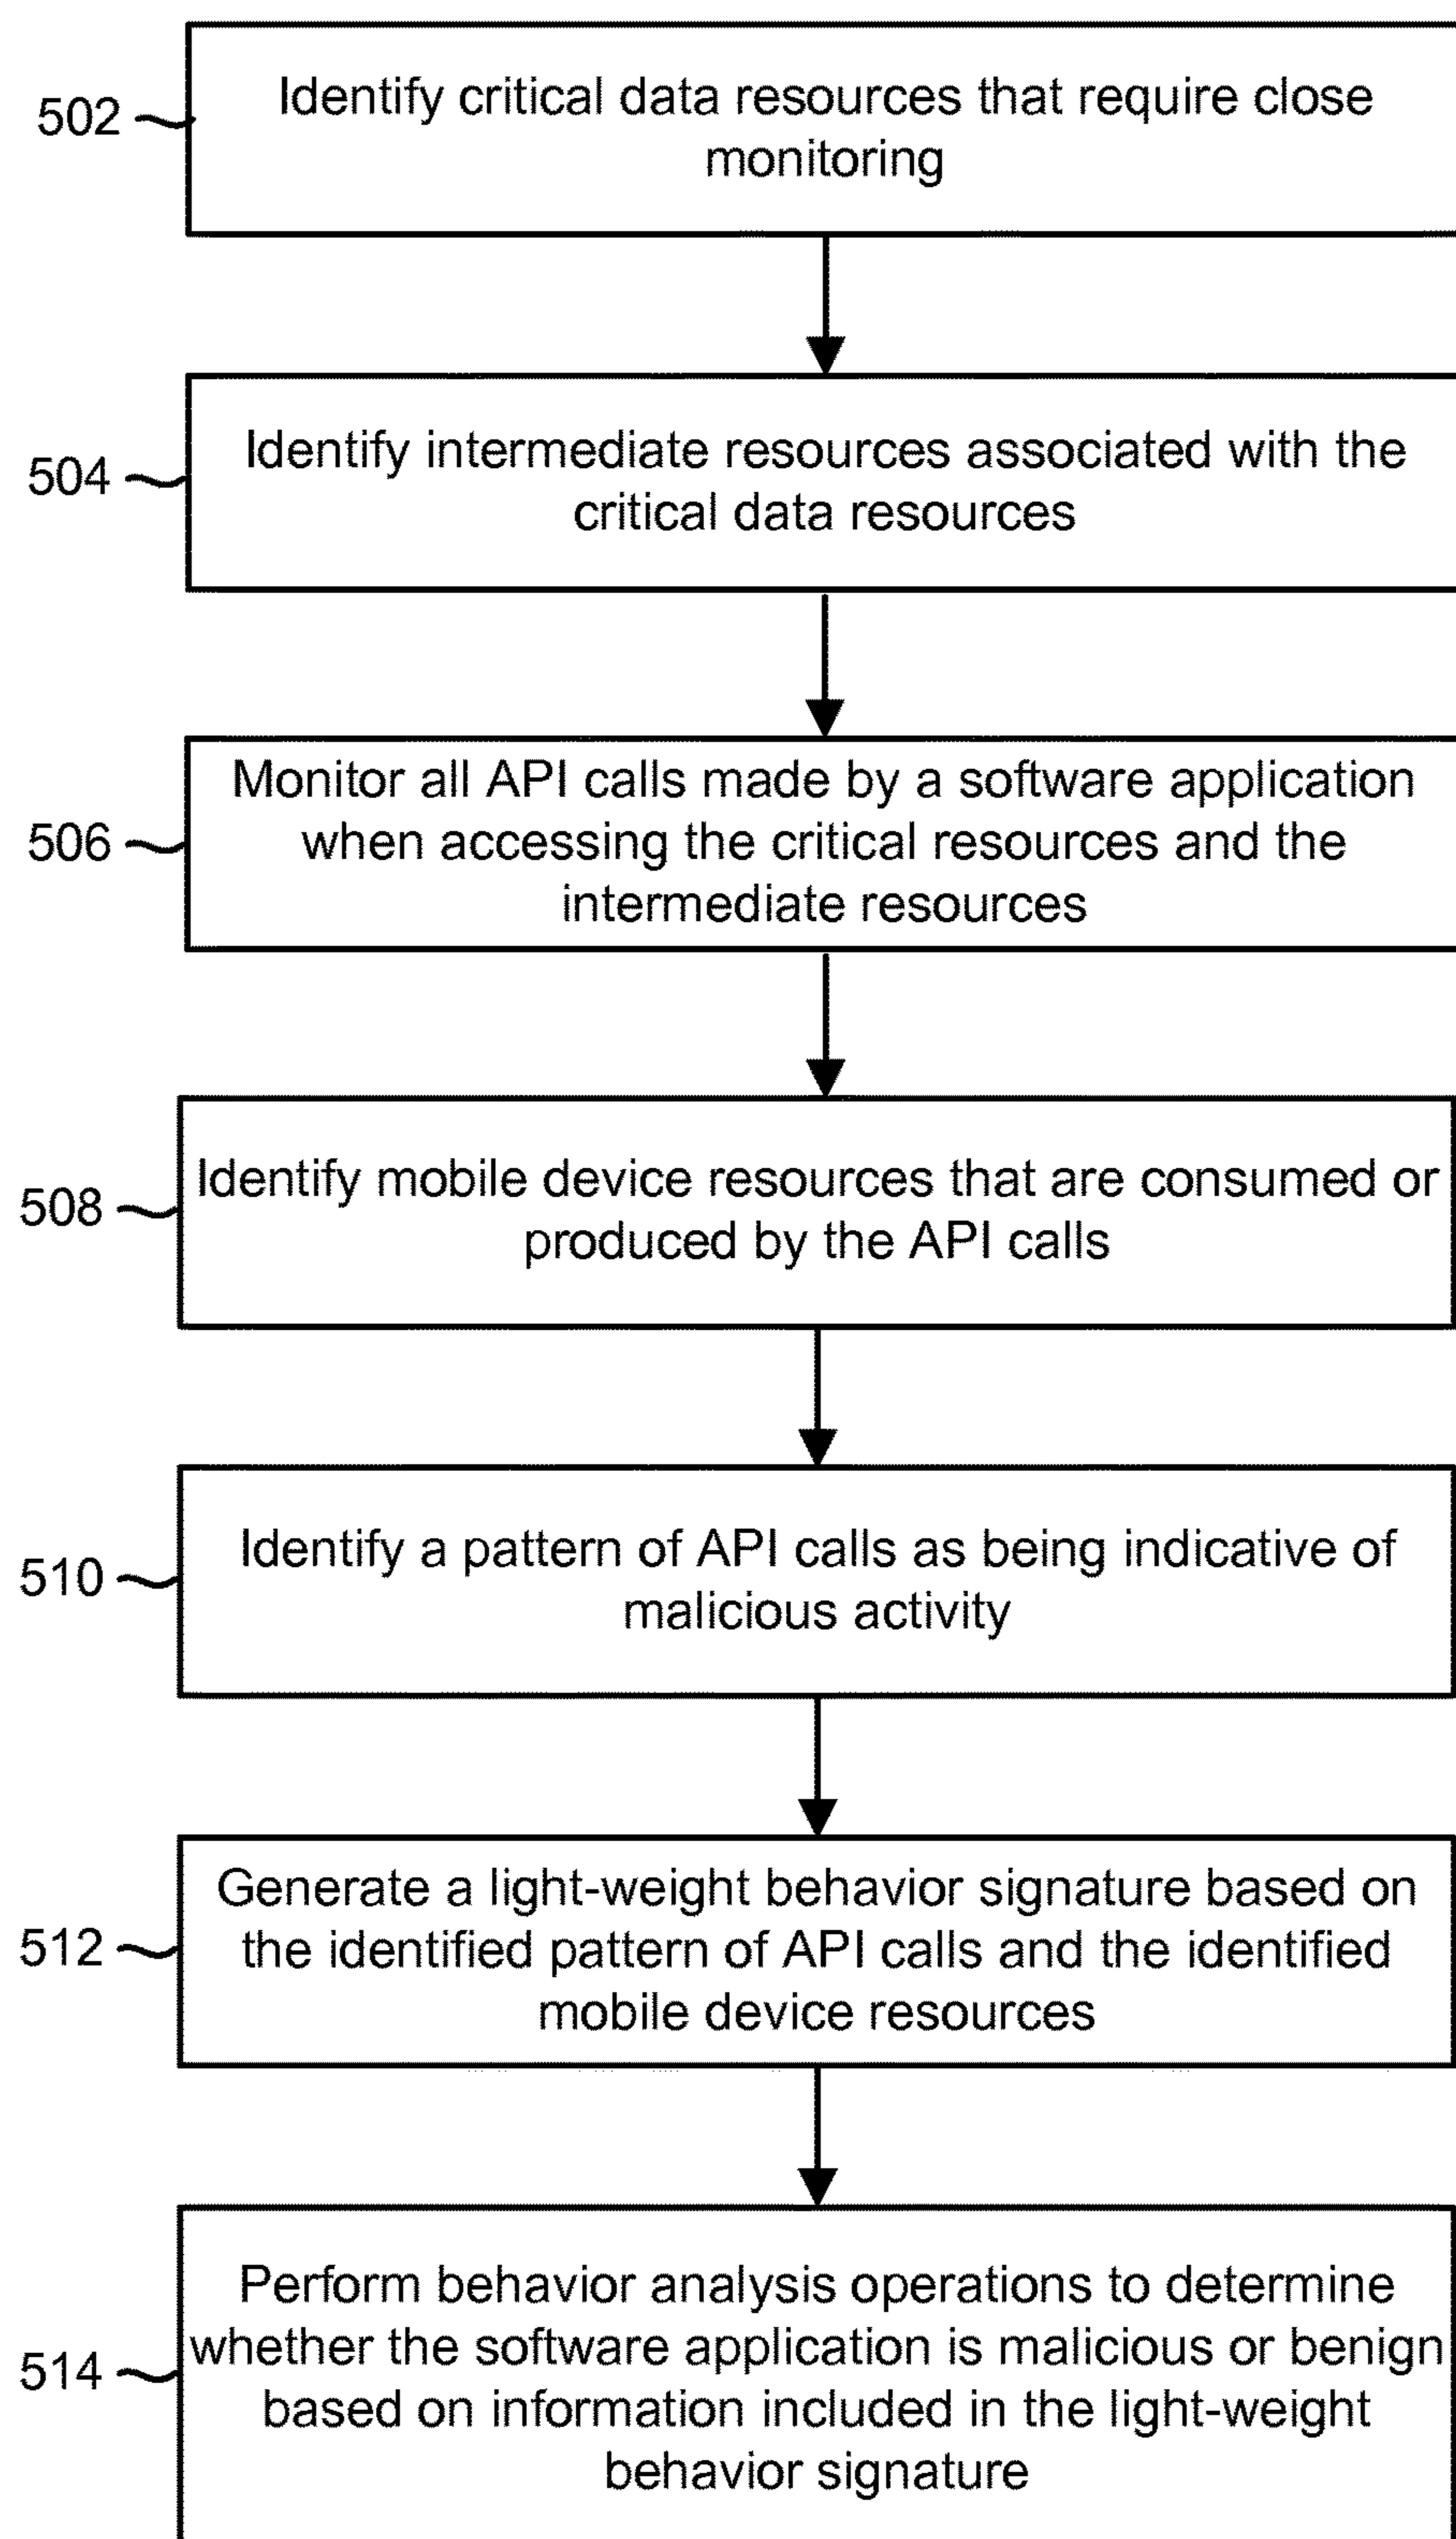 502
Identify critical data resources that require close
monitoring
504
Identify intermediate resources associated with the
critical data resources
506
Monitor all API calls made by a software application
when accessing the critical resources and the
intermediate resources
508
Identify mobile device resources that are consumed or
produced by the API calls
510
Identify a pattern of API calls as being indicative of
malicious activity
512
Generate a light-weight behavior signature based on
the identified pattern of API calls and the identified
mobile device resources
514
Perform behavior analysis operations to determine
whether the software application is malicious or benign
based on information included in the light-weight
behavior signature